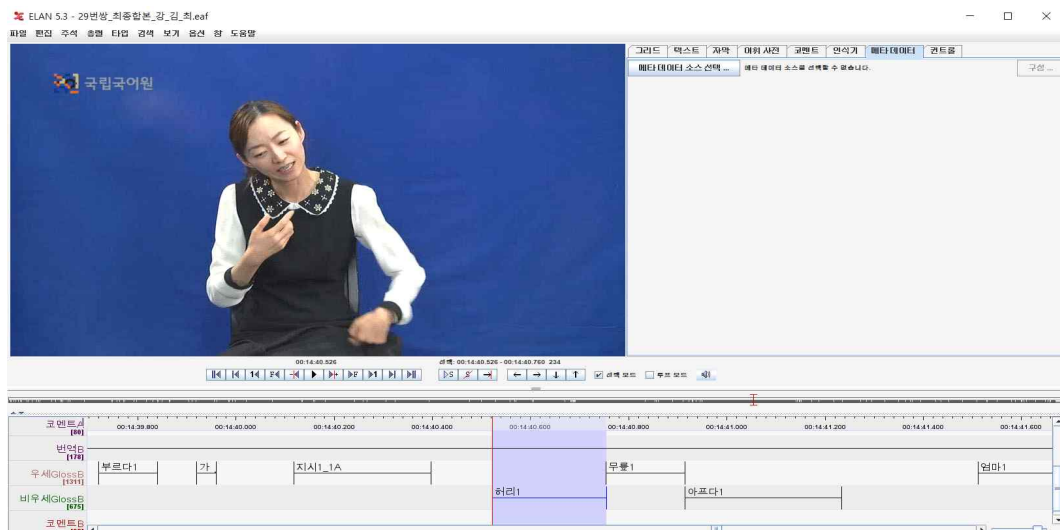 ELAN 5.3 - 29번쌍_최종합본_강_김_최.eaf
파일 편집 주석 층렬 타입 검색 보기 옵션 창 도움말
국립국어원
그리드 텍스트 자막 어휘 사전 코멘트 인식기 메타데이터 컨트롤
메타 데이터 소스 선택 ... 메타 데이터 소스를 선택할 수 없습니다. 구성 ...
00:14:40.526 선택: 00:14:40.526 - 00:14:40.760 234
선택 모드 루프 모드
코멘트A [60]
00:14:39.800 00:14:40.000 00:14:40.200 00:14:40.400 00:14:40.600 00:14:40.800 00:14:41.000 00:14:41.200 00:14:41.400 00:14:41.600
번역B [178]
우세GlossB [1311] 부르다1 가 지시1_1A 무릎1 엄마1
비우세GlossB [675] 허리1 아프다1
코멘트B